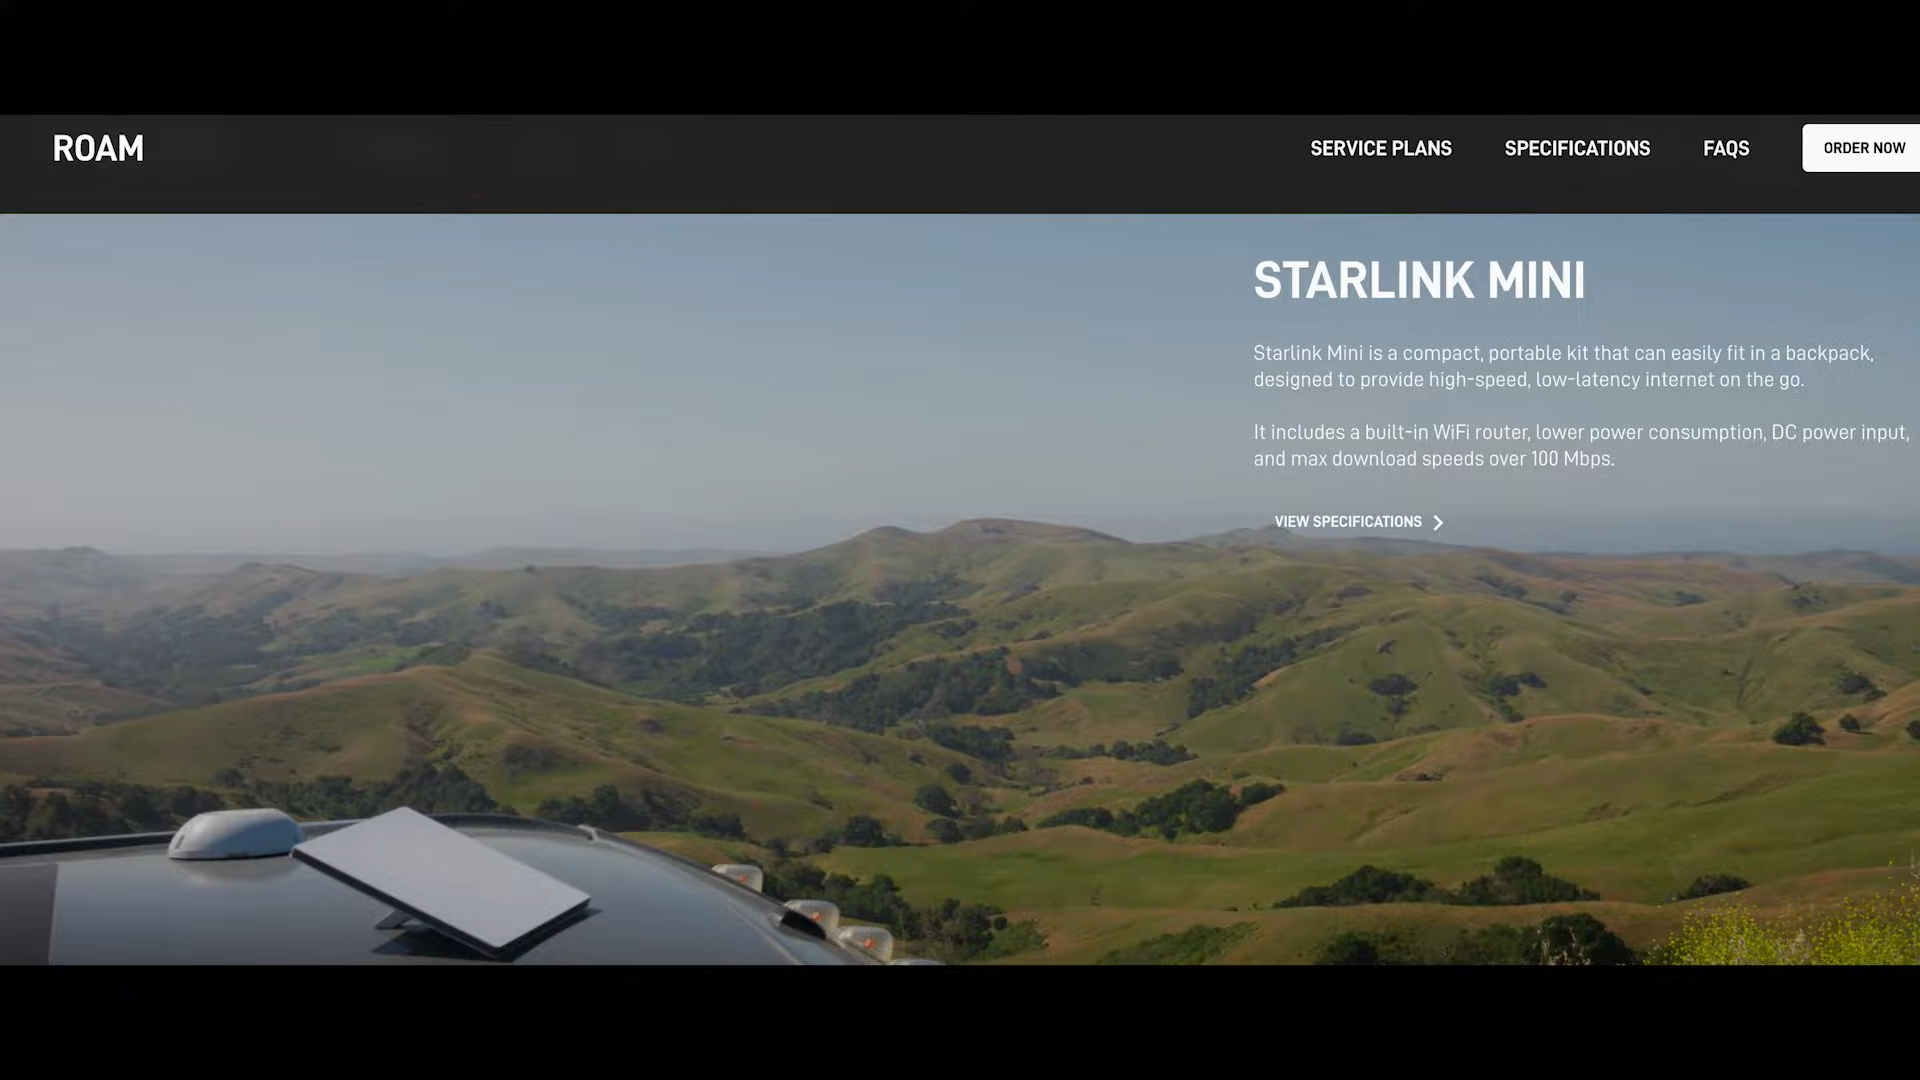 ROAM
SERVICE PLANS
SPECIFICATIONS
FAQS
ORDER NOW
STARLINK MINI
Starlink Mini is a compact, portable kit that can easily fit in a backpack,
designed to provide high-speed, low-latency internet on the go.
It includes a built-in WiFi router, lower power consumption, DC power input,
and max download speeds over 100 Mbps.
VIEW SPECIFICATIONS